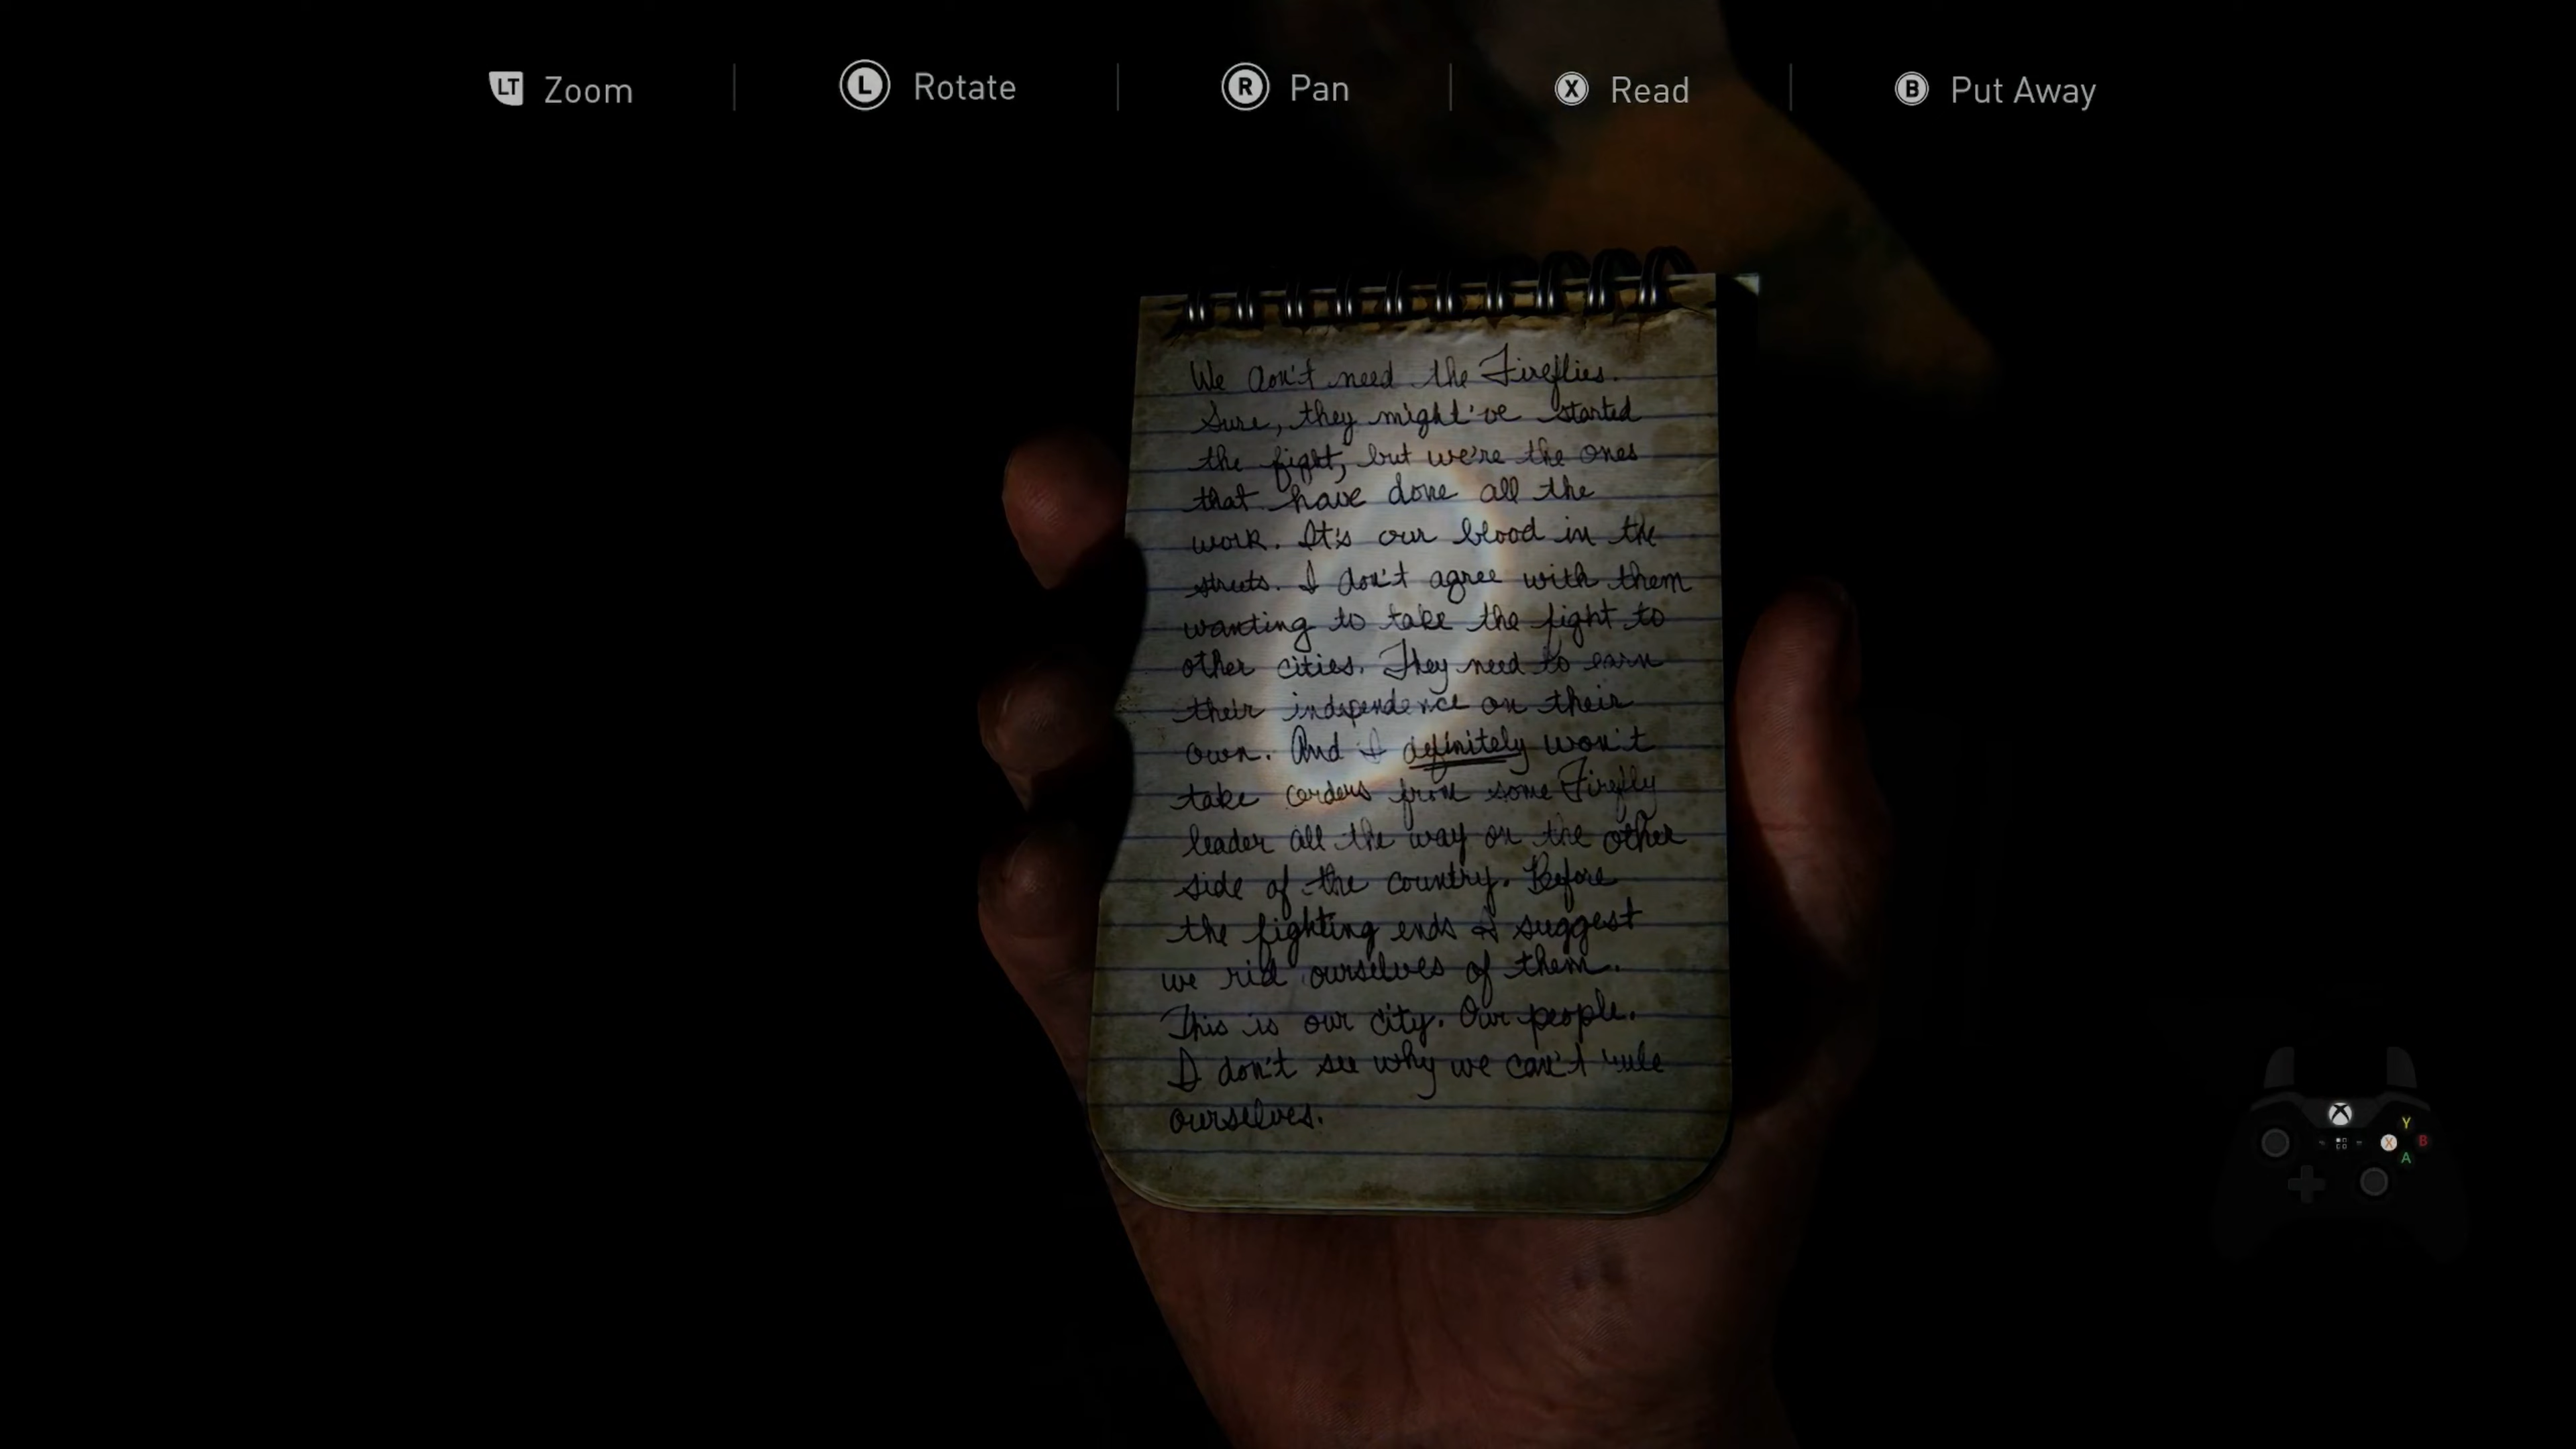 LT Zoom L Rotate R Pan X Read B Put Away
We don't need the Fireflies.
Sure, they might've started
the fight, but we're the ones
that have done all the
work. It's our blood in the
streets. I don't agree with them
wanting to take the fight to
other cities. They need to earn
their independence on their
own. And I definitely won't
take orders from some Firefly
leader all the way on the other
side of the country. Before
the fighting ends I suggest
we rid ourselves of them.
This is our city. Our people.
I don't see why we can't rule
ourselves.
Y
X B
A